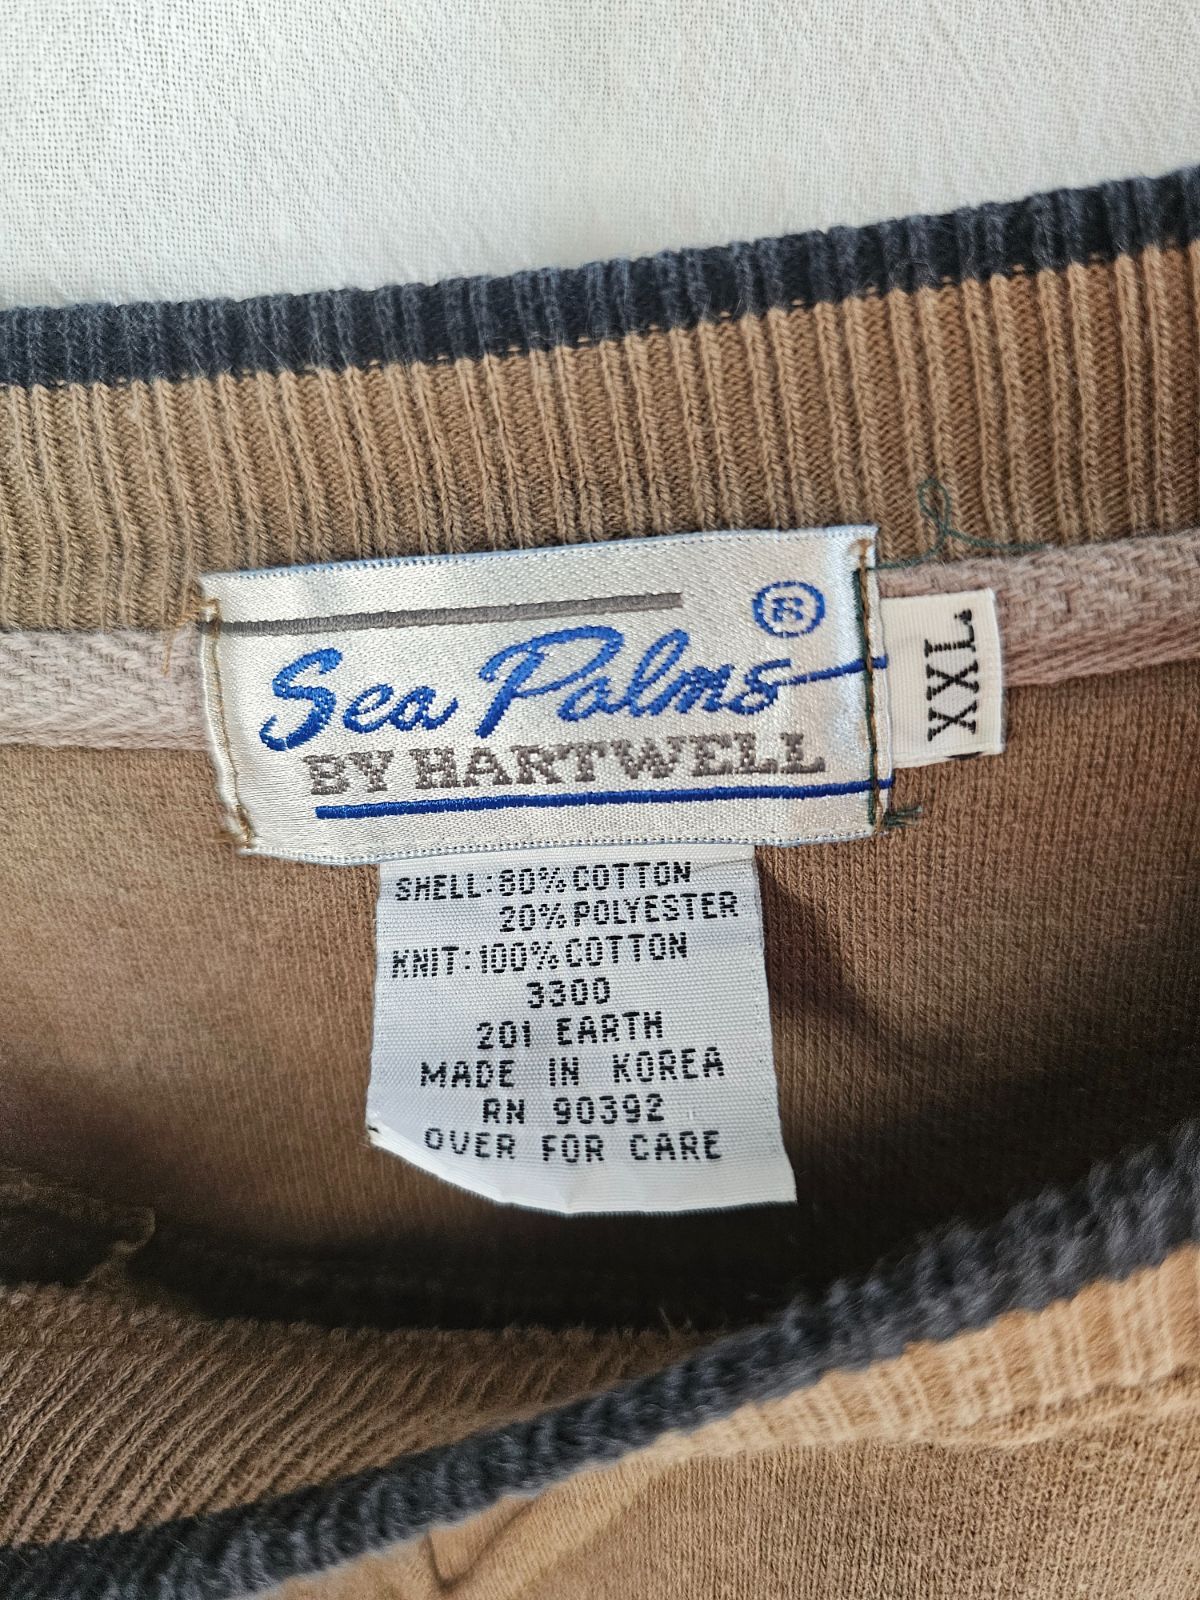 ®
Sea Palms
BY HARTWELL
XXL
SHELL:80% COTTON
20% POLYESTER
KNIT:100% COTTON
3300
201 EARTH
MADE IN KOREA
RN 90392
OVER FOR CARE